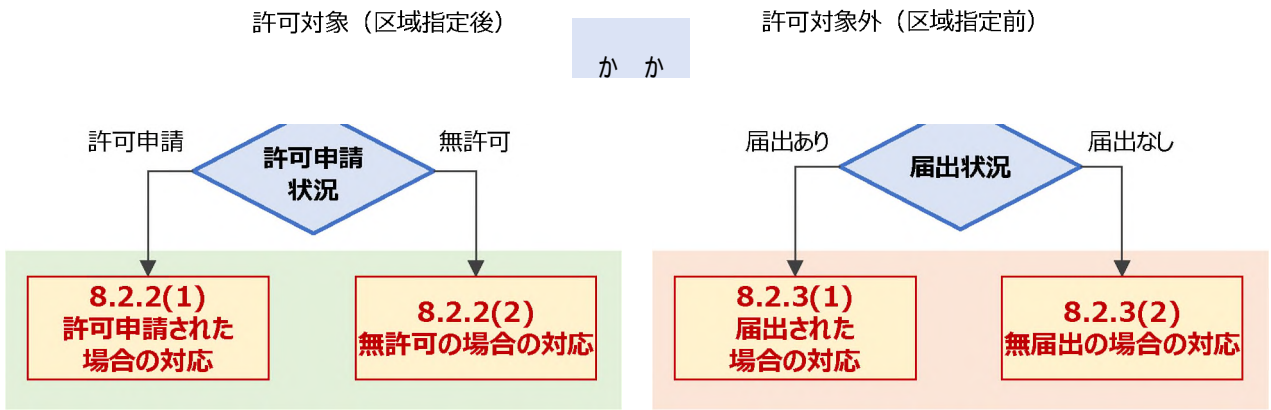 許可対象（区域指定後）
か か
許可対象外（区域指定前）
許可申請
許可申請
状況
無許可
届出あり
届出状況
届出なし
8.2.2(1)
許可申請された
場合の対応
8.2.2(2)
無許可の場合の対応
8.2.3(1)
届出された
場合の対応
8.2.3(2)
無届出の場合の対応